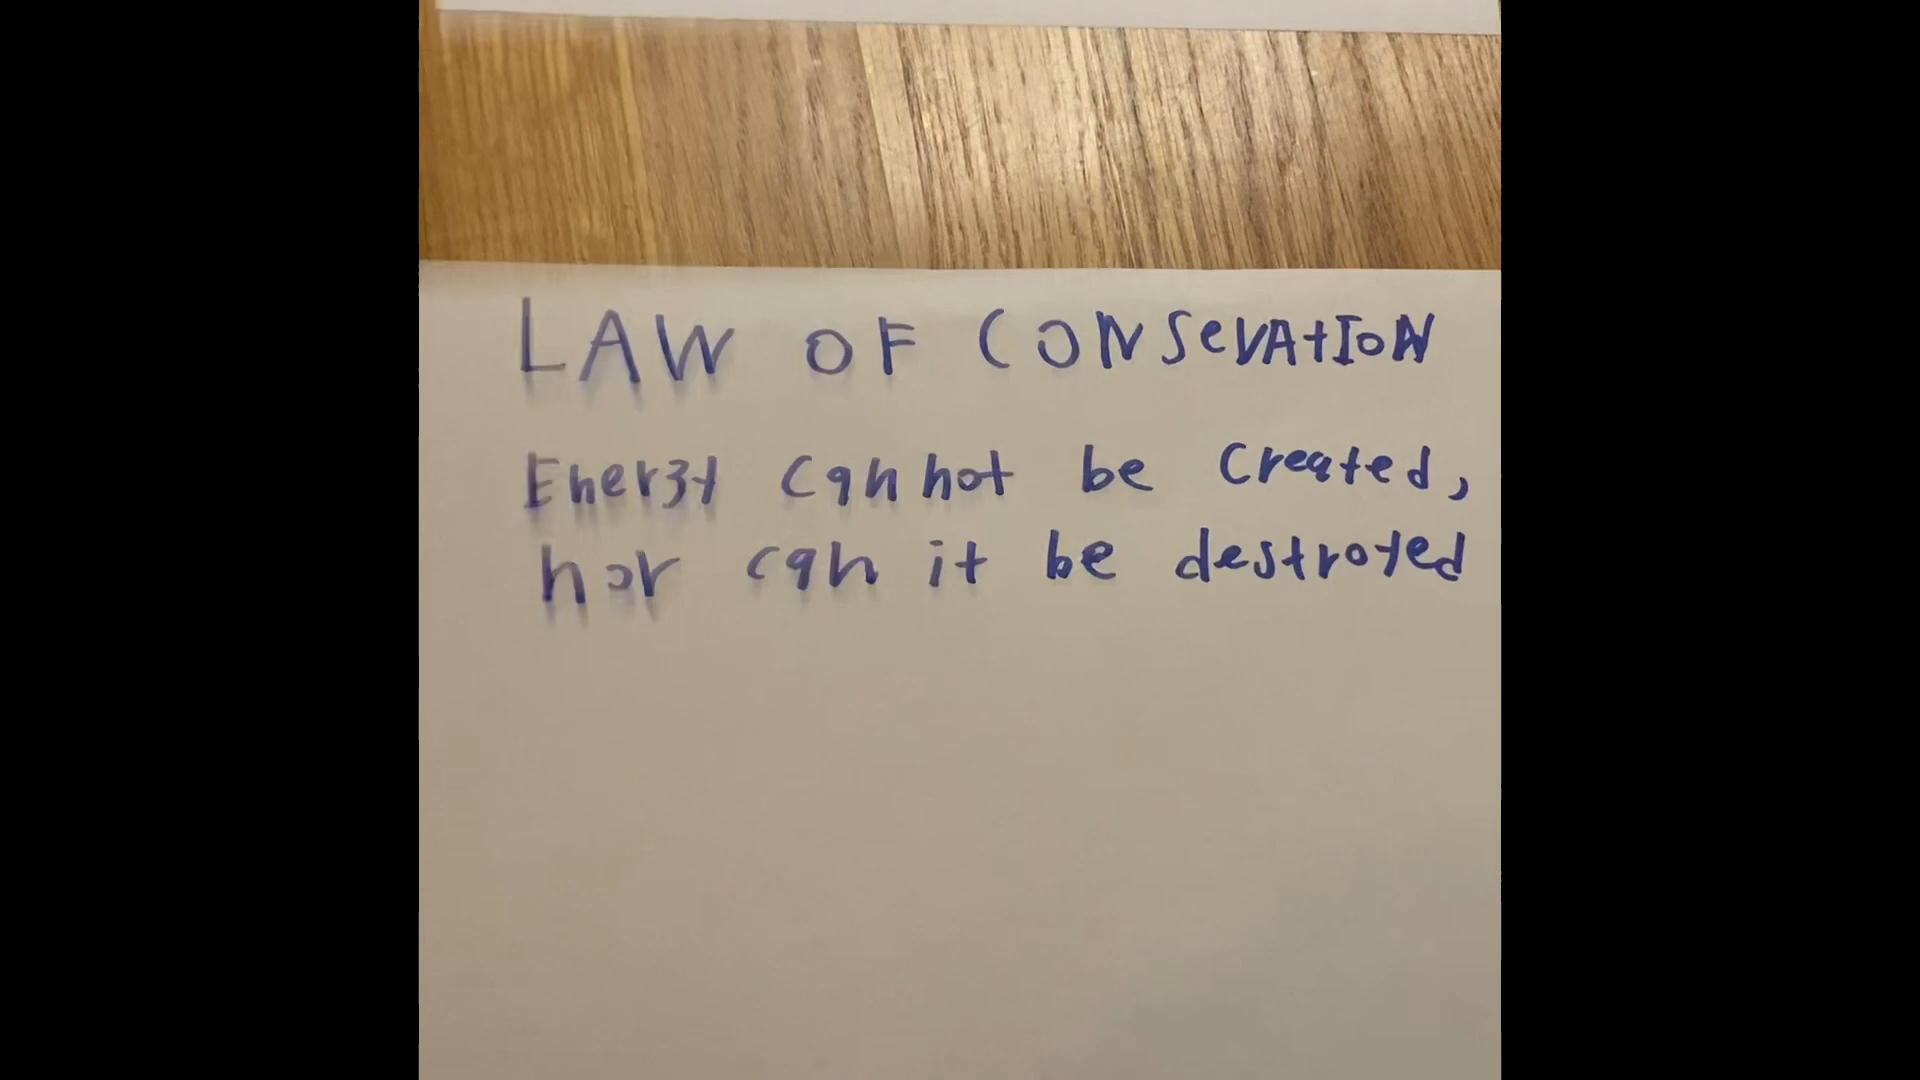 LAW OF CONSEVATION
Energy cannot be created,
nor can it be destroyed